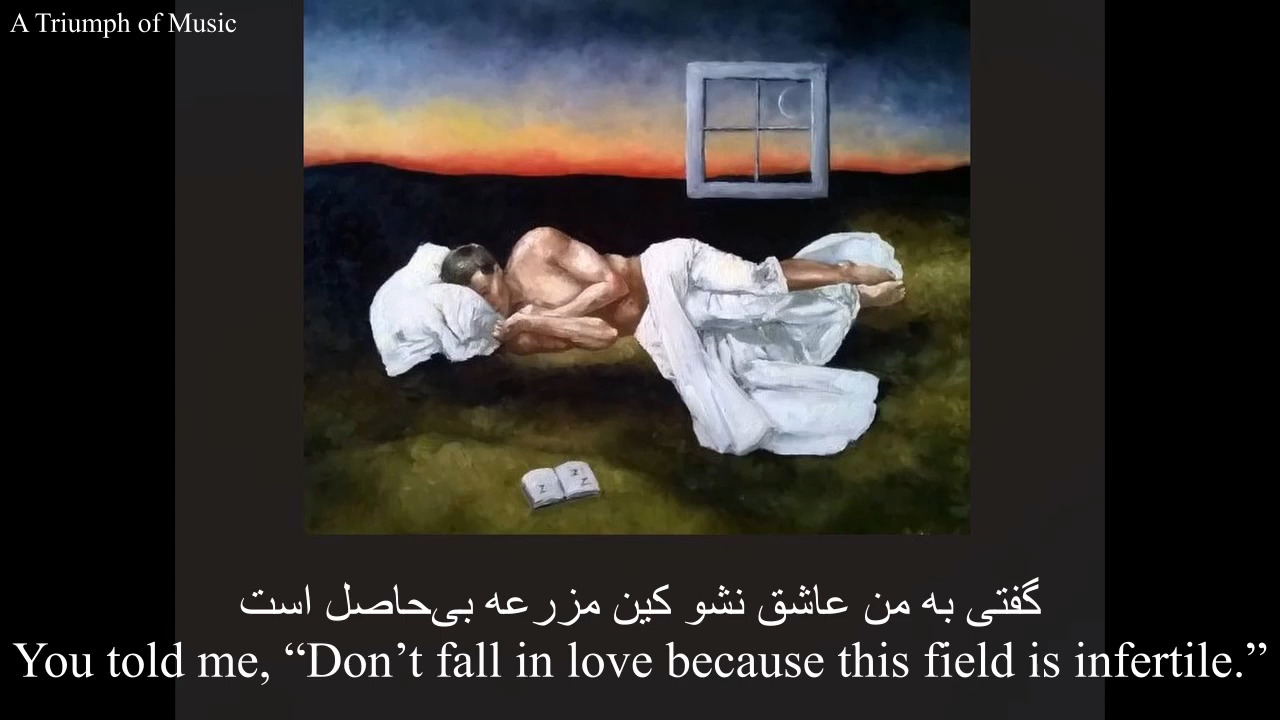 A Triumph of Music
z z z
گفتی به من عاشق نشو کین مزرعه بی‌حاصل است
You told me, “Don’t fall in love because this field is infertile.”